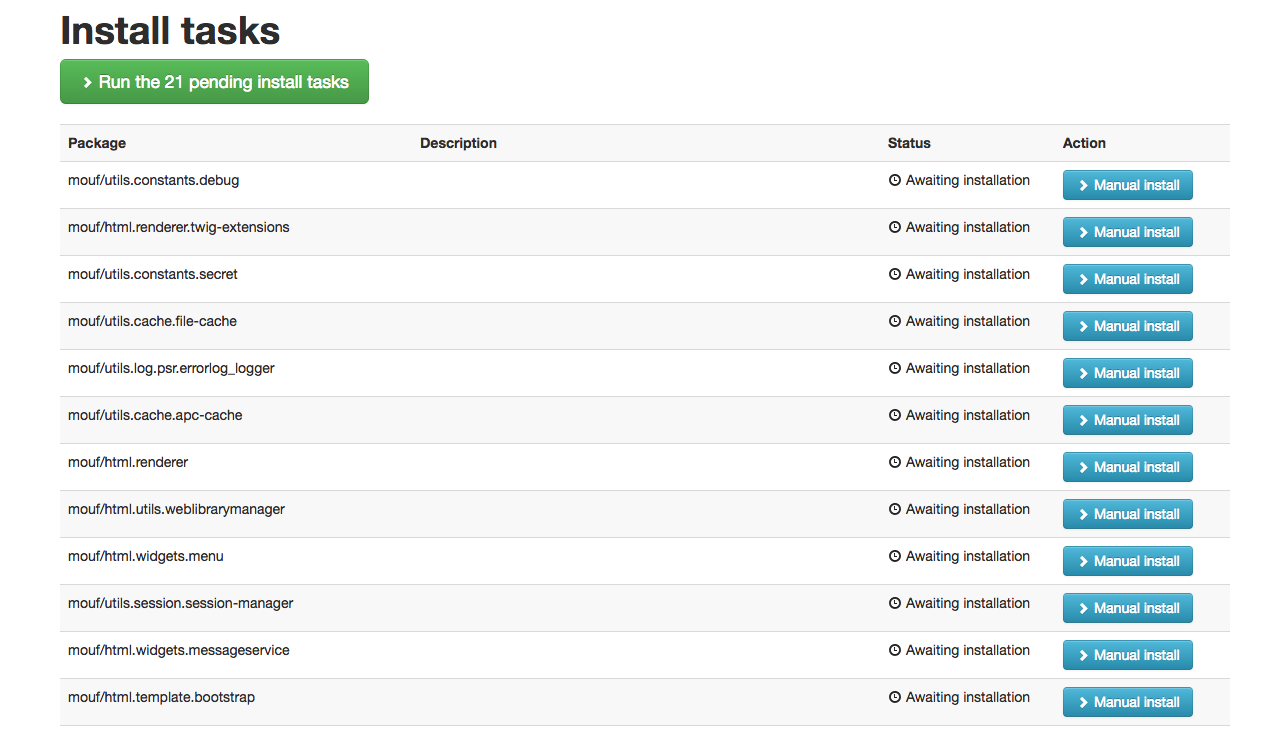 Install tasks
Run the 21 pending install tasks
Package Description Status Action
mouf/utils.constants.debug Awaiting installation Manual install
mouf/html.renderer.twig-extensions Awaiting installation Manual install
mouf/utils.constants.secret Awaiting installation Manual install
mouf/utils.cache.file-cache Awaiting installation Manual install
mouf/utils.log.psr.errorlog_logger Awaiting installation Manual install
mouf/utils.cache.apc-cache Awaiting installation Manual install
mouf/html.renderer Awaiting installation Manual install
mouf/html.utils.weblibrarymanager Awaiting installation Manual install
mouf/html.widgets.menu Awaiting installation Manual install
mouf/utils.session.session-manager Awaiting installation Manual install
mouf/html.widgets.messageservice Awaiting installation Manual install
mouf/html.template.bootstrap Awaiting installation Manual install